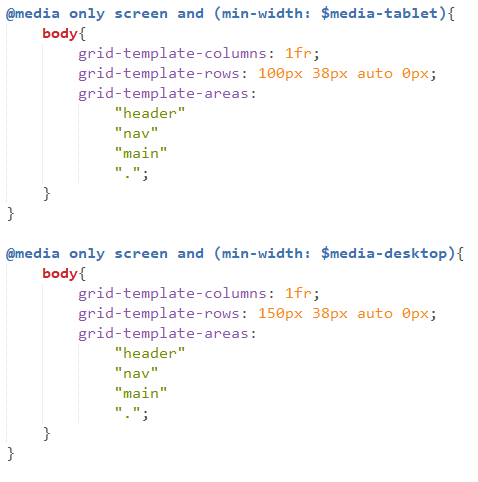 @media only screen and (min-width: $media-tablet){
body{
grid-template-columns: 1fr;
grid-template-rows: 100px 38px auto 0px;
grid-template-areas:
"header"
"nav"
"main"
".";
}
}
@media only screen and (min-width: $media-desktop){
body{
grid-template-columns: 1fr;
grid-template-rows: 150px 38px auto 0px;
grid-template-areas:
"header"
"nav"
"main"
".";
}
}